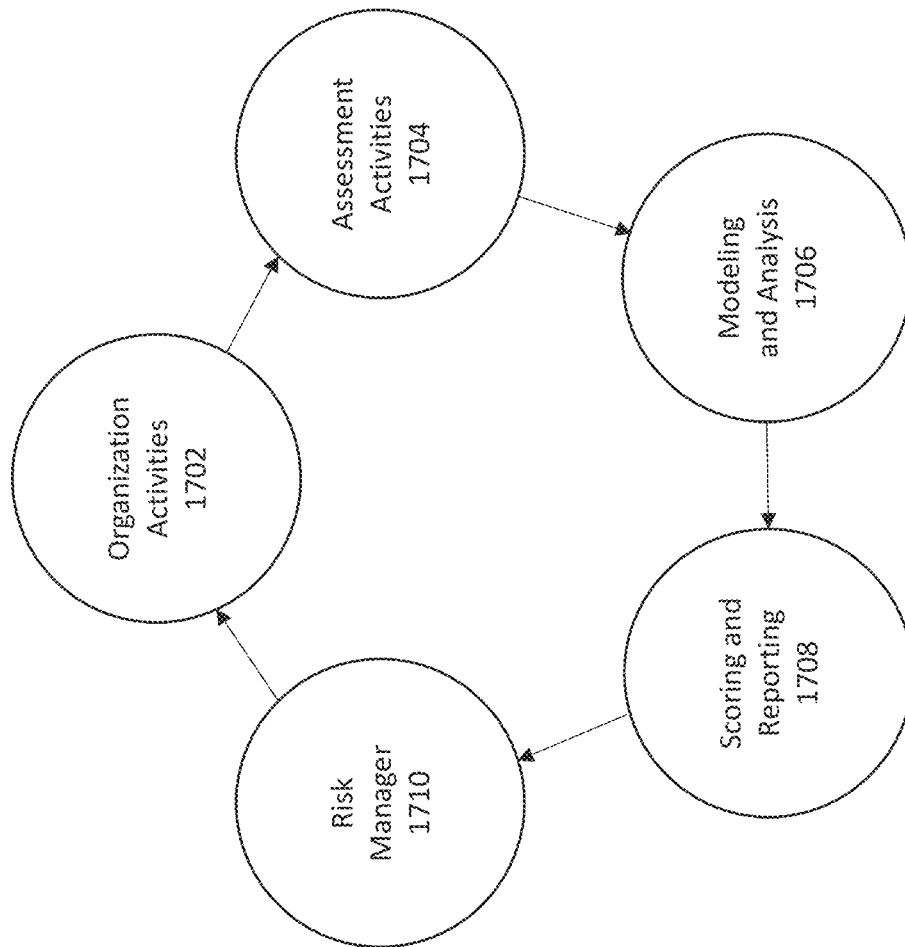 Organization
Activities
1702
Assessment
Activities
1704
Modeling
and Analysis
1706
Scoring and
Reporting
1708
Risk
Manager
1710